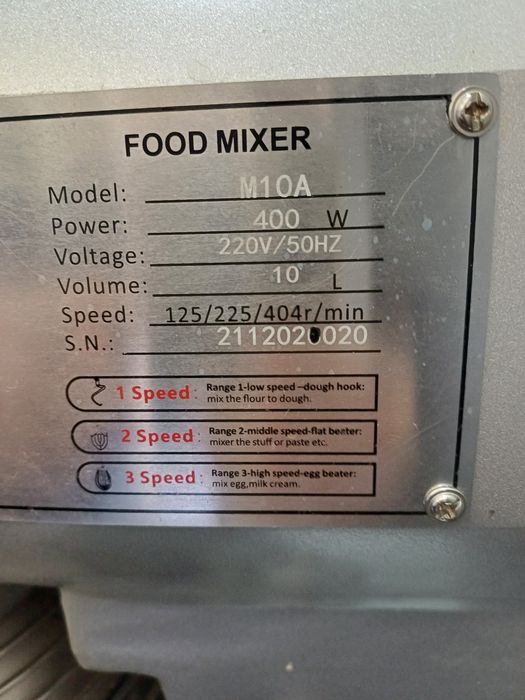 FOOD MIXER
Model: M10A
Power: 400 W
Voltage: 220V/50HZ
Volume: 10 L
Speed: 125/225/404r/min
S.N.: 2112020020
1 Speed: Range 1-low speed-dough hook:
mix the flour to dough.
2 Speed: Range 2-middle speed-flat beater:
mixer the stuff or paste etc.
3 Speed: Range 3-high speed-egg beater:
mix egg,milk cream.